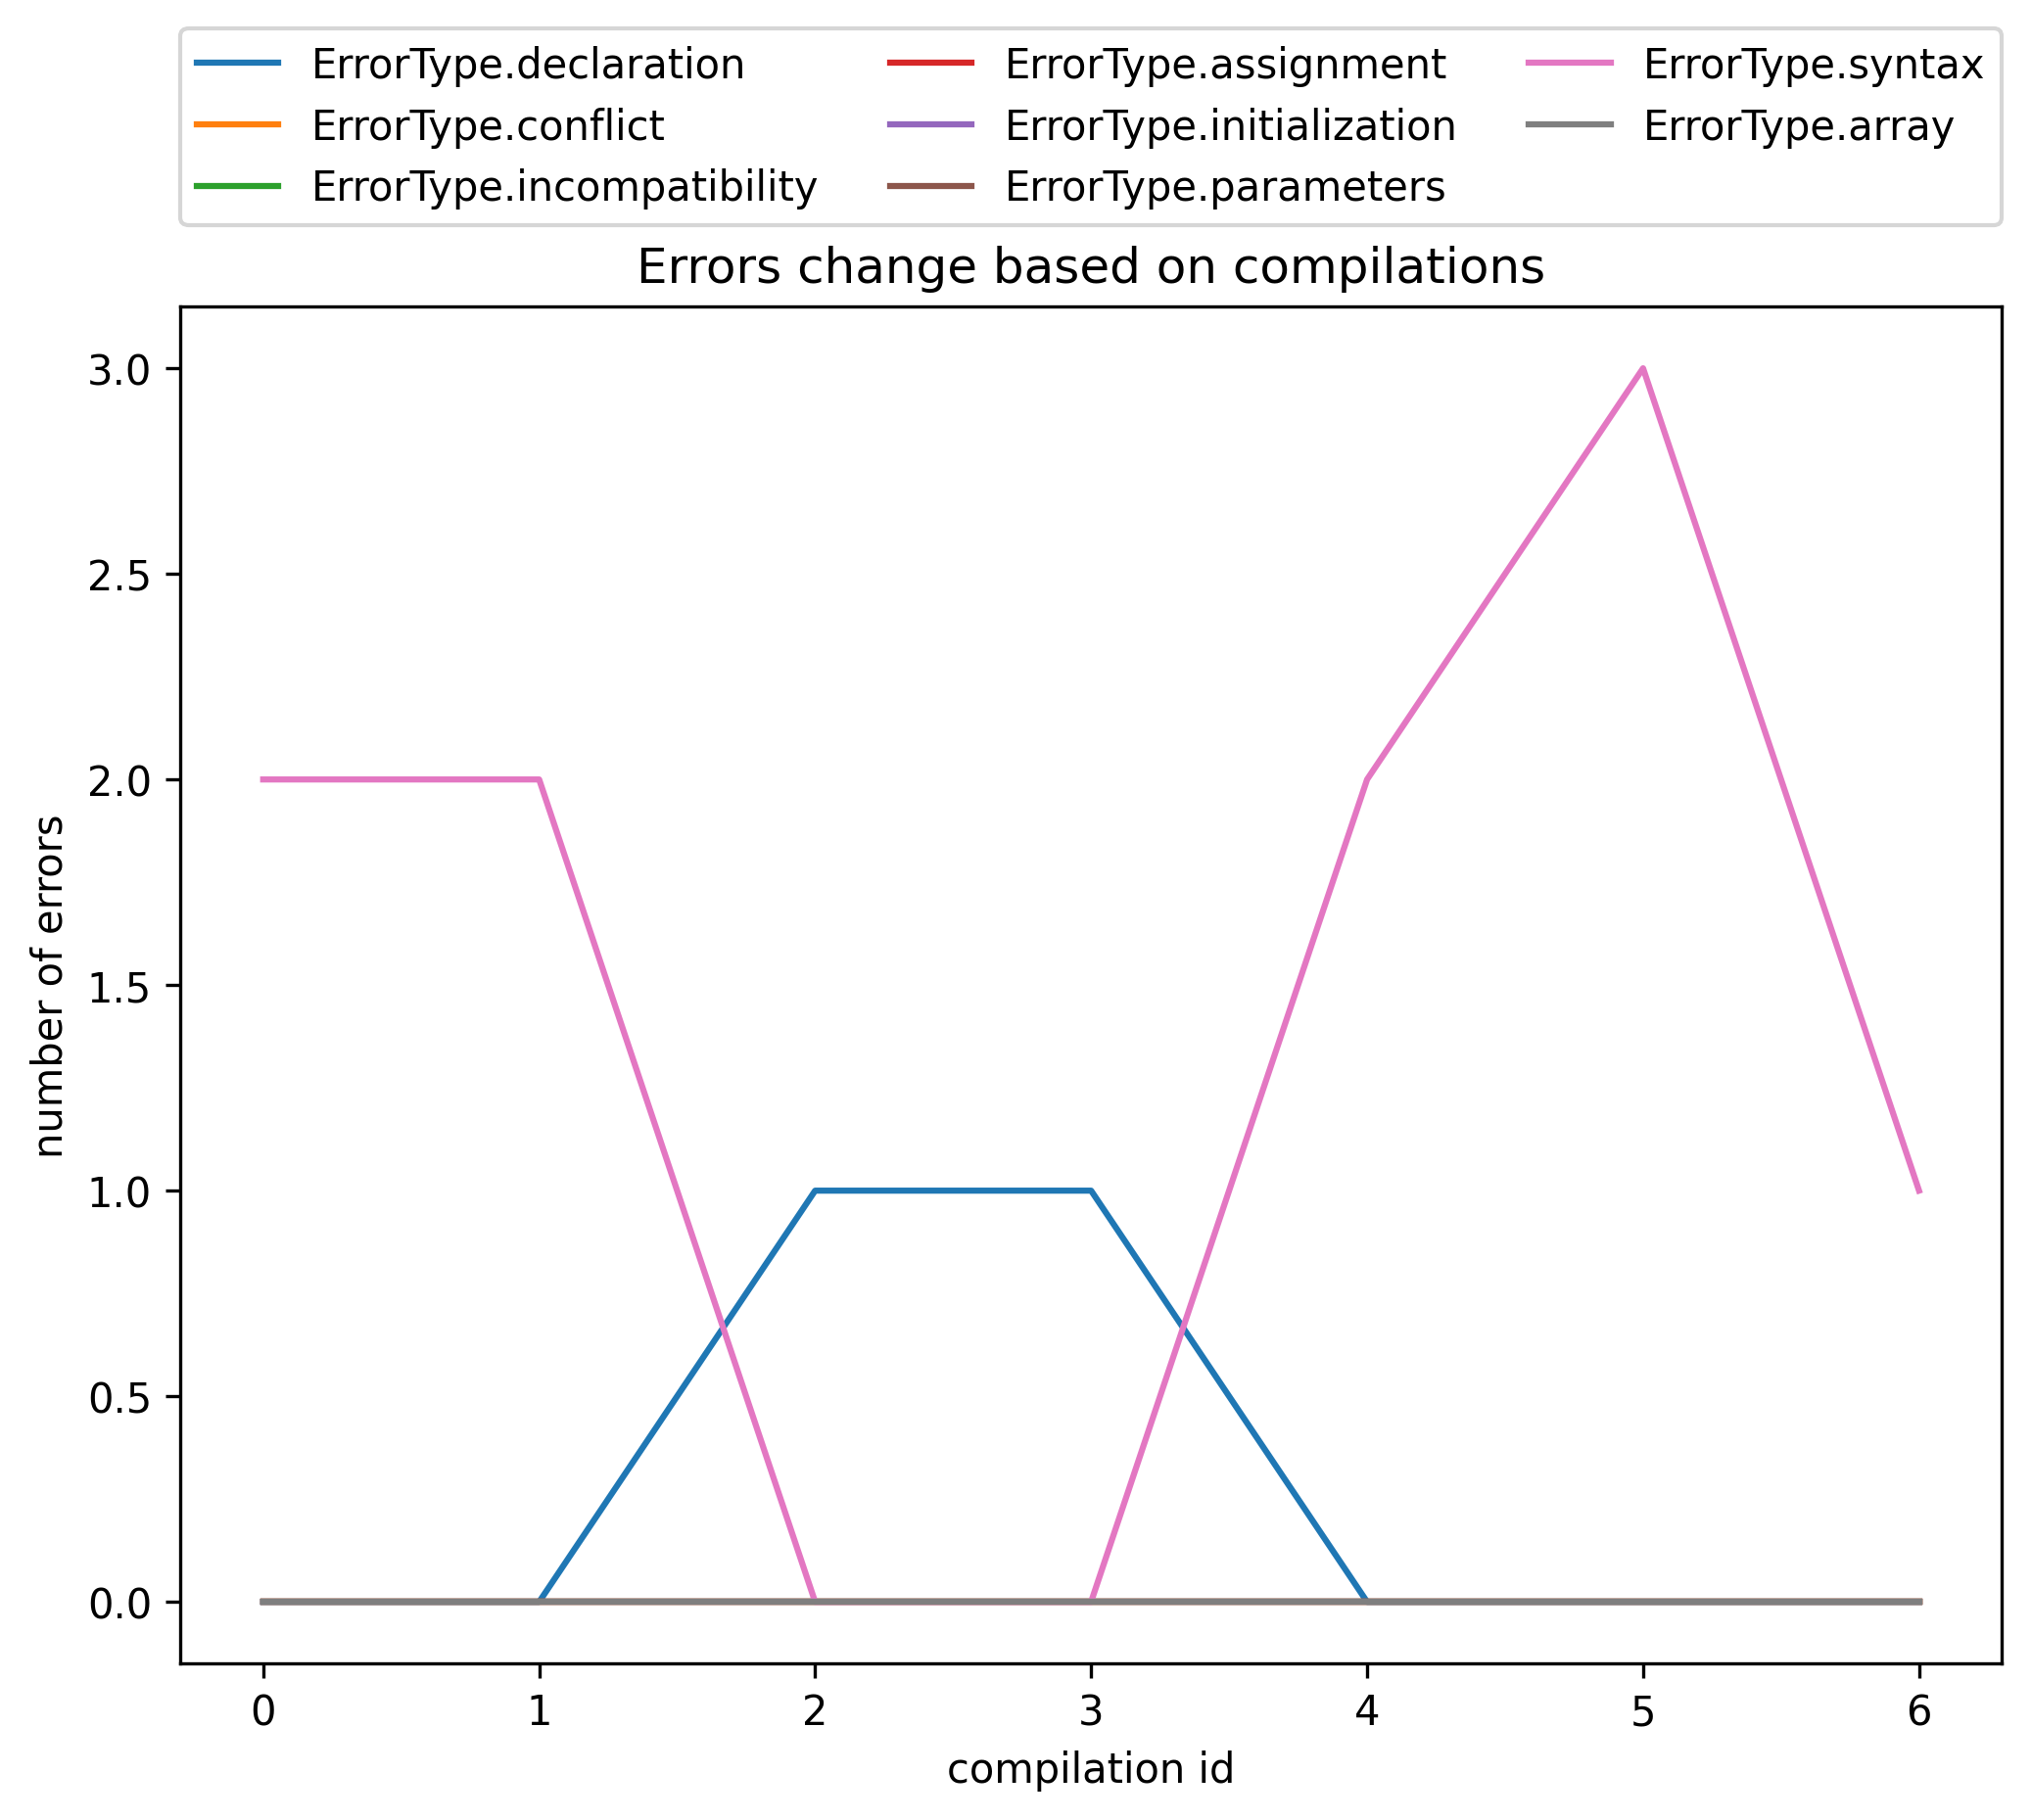 ErrorType.declaration
ErrorType.conflict
ErrorType.incompatibility
ErrorType.assignment
ErrorType.initialization
ErrorType.parameters
ErrorType.syntax
ErrorType.array
Errors change based on compilations
number of errors
3.0
2.5
2.0
1.5
1.0
0.5
0.0
0 1 2 3 4 5 6
compilation id